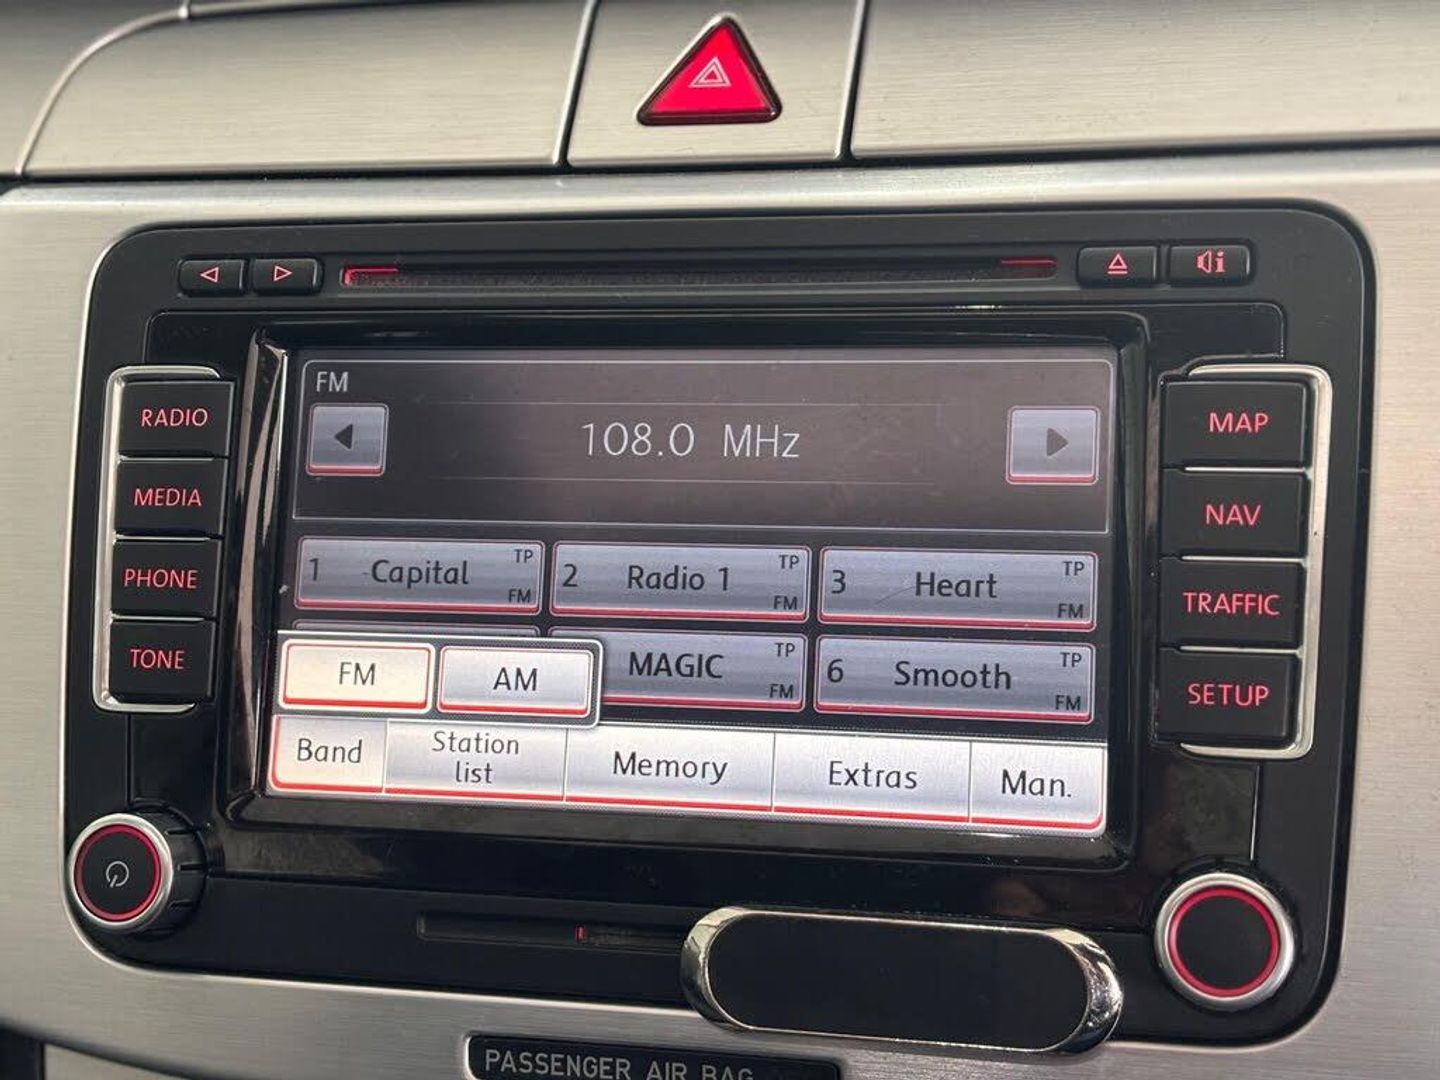 RADIO
MEDIA
PHONE
TONE
FM
108.0 MHz
1 Capital TP FM
2 Radio 1 TP FM
3 Heart TP FM
MAGIC TP FM
6 Smooth TP FM
FM
AM
Band
Station
list
Memory
Extras
Man.
MAP
NAV
TRAFFIC
SETUP
PASSENGER AIR BAG